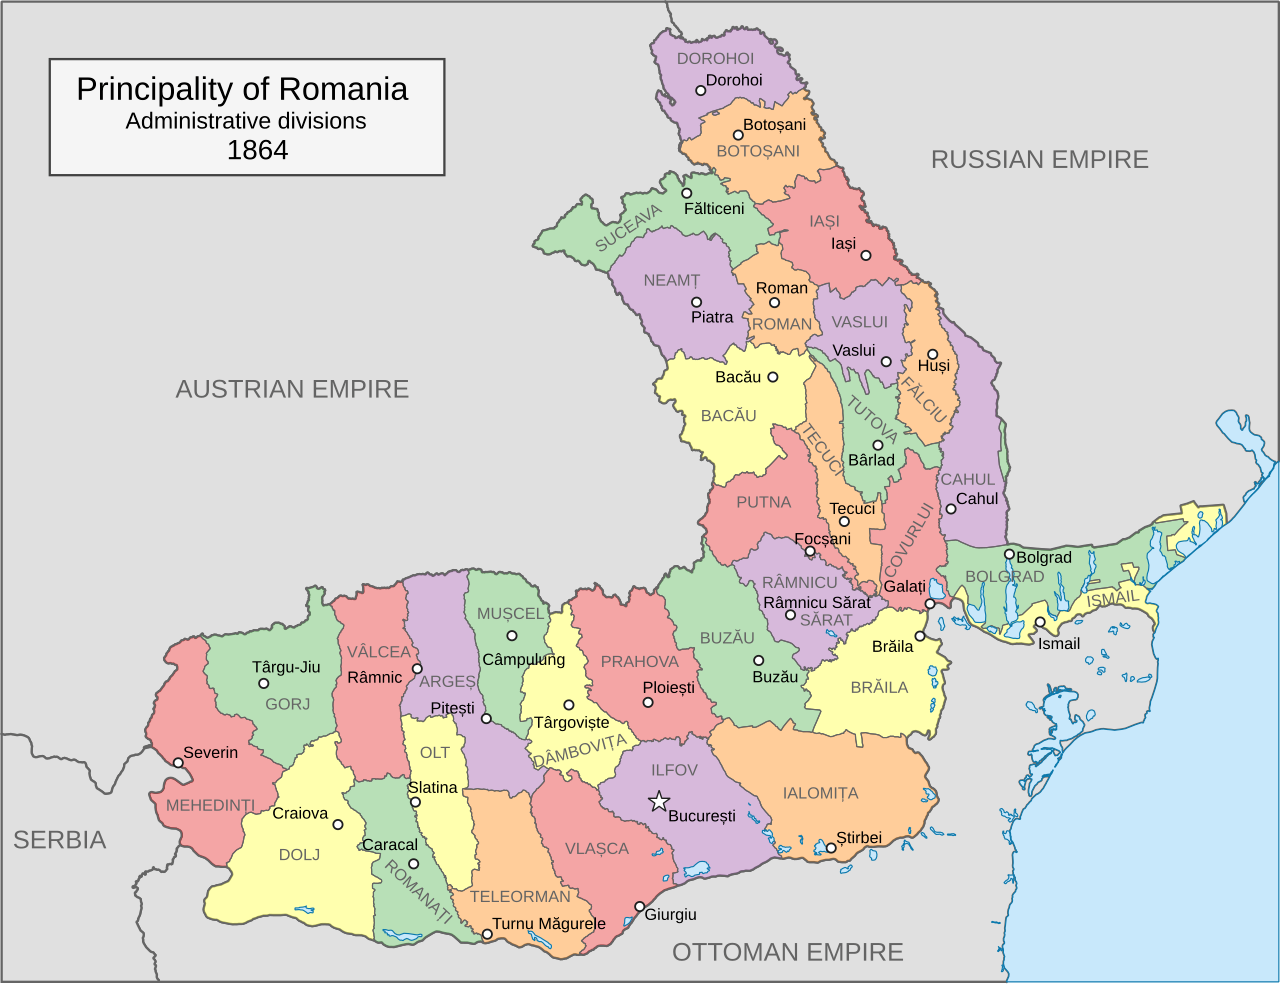 Principality of Romania
Administrative divisions
1864
DOROHOI
Dorohoi
Botoșani
BOTOȘANI
RUSSIAN EMPIRE
SUCEAVA
Fălticeni
IAȘI
Iași
NEAMȚ
Piatra
Roman
ROMAN
VASLUI
Vaslui
Huși
FĂLCIU
AUSTRIAN EMPIRE
Bacău
BACĂU
TUTOVA
Bârlad
TECUCI
Tecuci
CAHUL
Cahul
PUTNA
Focșani
COVURLUI
Galați
Bolgrad
BOLGRAD
ISMAIL
Ismail
RÂMNICU
Râmnicu Sărat
SĂRAT
BUZĂU
Buzău
Brăila
BRĂILA
MUȘCEL
Câmpulung
PRAHOVA
Ploiești
VÂLCEA
Râmnic
ARGEȘ
Pitești
Târgu-Jiu
GORJ
Târgoviște
DÂMBOVIȚA
Severin
MEHEDINȚI
OLT
Slatina
ILFOV
București
IALOMIȚA
Știrbei
Craiova
DOLJ
Caracal
ROMANAȚI
VLAȘCA
TELEORMAN
Turnu Măgurele
Giurgiu
SERBIA
OTTOMAN EMPIRE